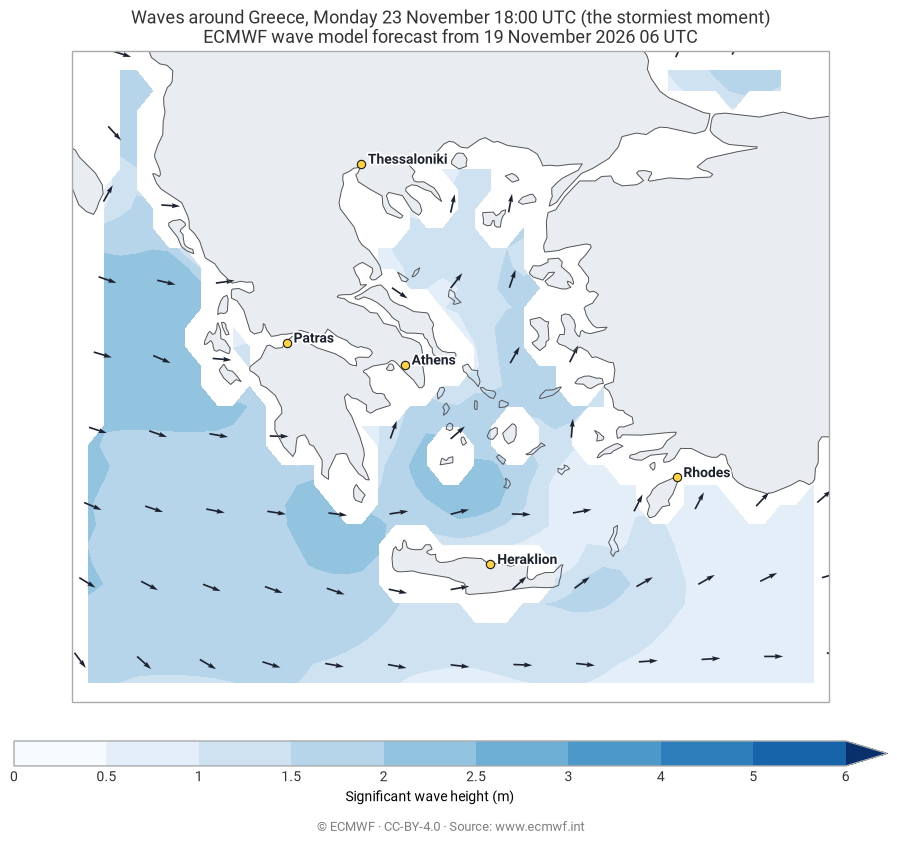 Waves around Greece, Monday 23 November 18:00 UTC (the stormiest moment)
ECMWF wave model forecast from 19 November 2026 06 UTC
Thessaloniki
Patras
Athens
Rhodes
Heraklion
0 0.5 1 1.5 2 2.5 3 4 5 6
Significant wave height (m)
© ECMWF · CC-BY-4.0 · Source: www.ecmwf.int